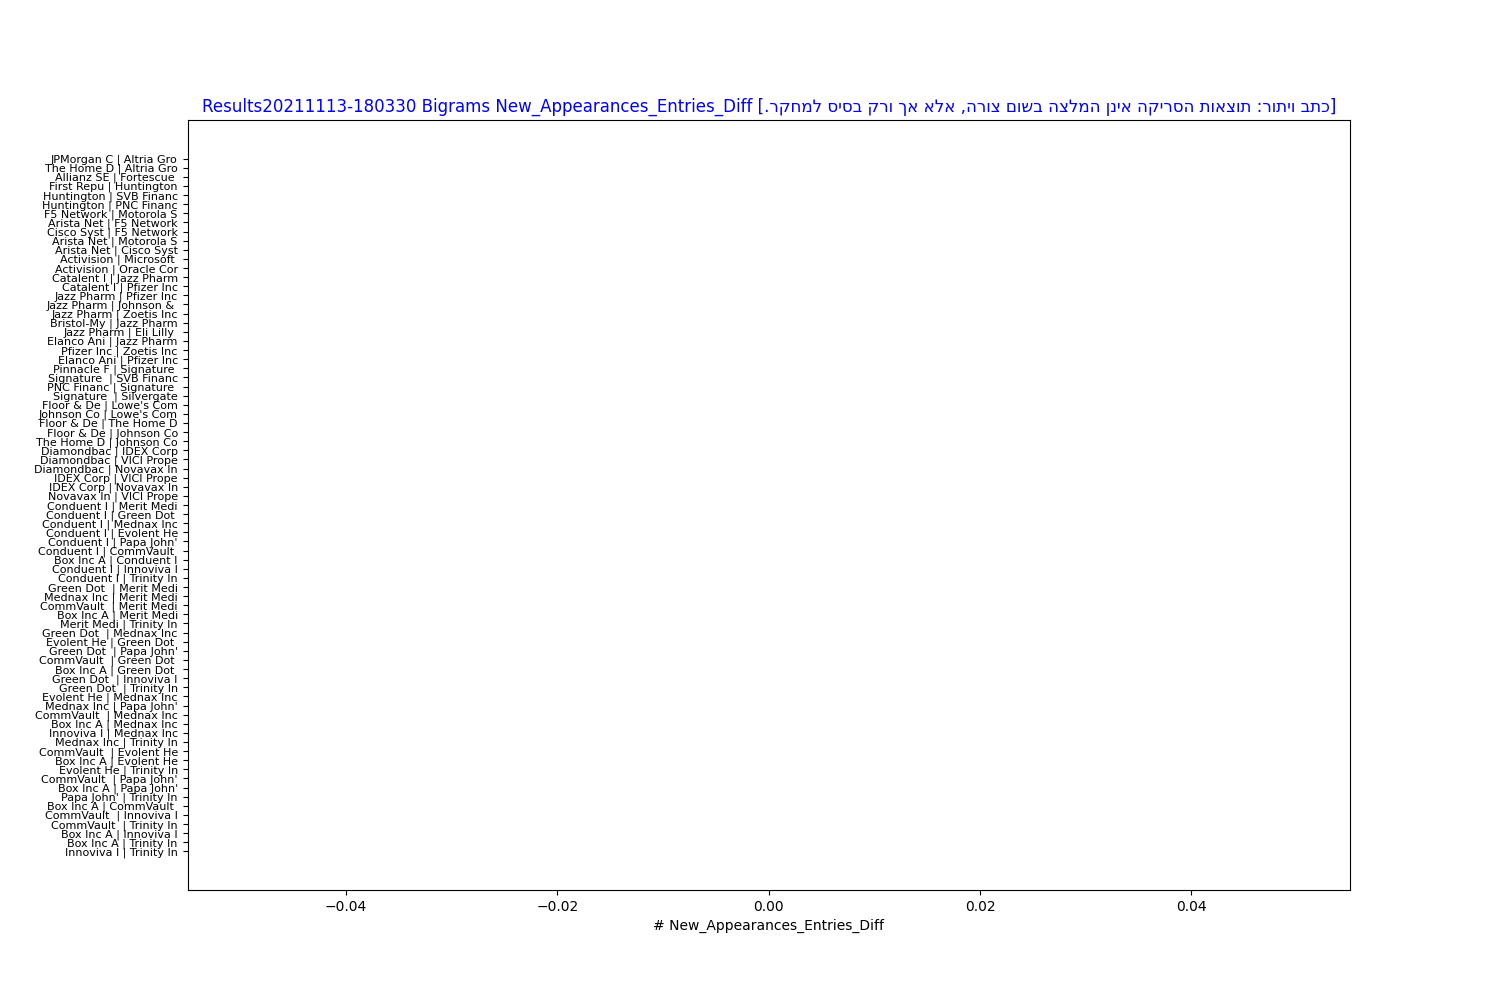 Results20211113-180330 Bigrams New_Appearances_Entries_Diff [כתב ויתור: תוצאות הסריקה אינן המלצה בשום צורה, אלא אך ורק בסיס למחקר.]
JPMorgan C | Altria Gro
The Home D | Altria Gro
Allianz SE | Fortescue
First Repu | Huntington
Huntington | SVB Financ
Huntington | PNC Financ
F5 Network | Motorola S
Arista Net | F5 Network
Cisco Syst | F5 Network
Arista Net | Motorola S
Arista Net | Cisco Syst
Activision | Microsoft
Activision | Oracle Cor
Catalent I | Jazz Pharm
Catalent I | Pfizer Inc
Jazz Pharm | Pfizer Inc
Jazz Pharm | Johnson &
Jazz Pharm | Zoetis Inc
Bristol-My | Jazz Pharm
Jazz Pharm | Eli Lilly
Elanco Ani | Jazz Pharm
Pfizer Inc | Zoetis Inc
Elanco Ani | Pfizer Inc
Pinnacle F | Signature
Signature  | SVB Financ
PNC Financ | Signature
Signature  | Silvergate
Floor & De | Lowe's Com
Johnson Co | Lowe's Com
Floor & De | The Home D
Floor & De | Johnson Co
The Home D | Johnson Co
Diamondbac | IDEX Corp
Diamondbac | VICI Prope
Diamondbac | Novavax In
IDEX Corp | VICI Prope
IDEX Corp | Novavax In
Novavax In | VICI Prope
Conduent I | Merit Medi
Conduent I | Green Dot
Conduent I | Mednax Inc
Conduent I | Evolent He
Conduent I | Papa John'
Conduent I | CommVault
Box Inc A | Conduent I
Conduent I | Innoviva I
Conduent I | Trinity In
Green Dot  | Merit Medi
Mednax Inc | Merit Medi
CommVault  | Merit Medi
Box Inc A | Merit Medi
Merit Medi | Trinity In
Green Dot  | Mednax Inc
Evolent He | Green Dot
Green Dot  | Papa John'
CommVault  | Green Dot
Box Inc A | Green Dot
Green Dot  | Innoviva I
Green Dot  | Trinity In
Evolent He | Mednax Inc
Mednax Inc | Papa John'
CommVault  | Mednax Inc
Box Inc A | Mednax Inc
Innoviva I | Mednax Inc
Mednax Inc | Trinity In
CommVault  | Evolent He
Box Inc A | Evolent He
Evolent He | Trinity In
CommVault  | Papa John'
Box Inc A | Papa John'
Papa John' | Trinity In
Box Inc A | CommVault
CommVault  | Innoviva I
CommVault  | Trinity In
Box Inc A | Innoviva I
Box Inc A | Trinity In
Innoviva I | Trinity In
−0.04 −0.02 0.00 0.02 0.04
# New_Appearances_Entries_Diff